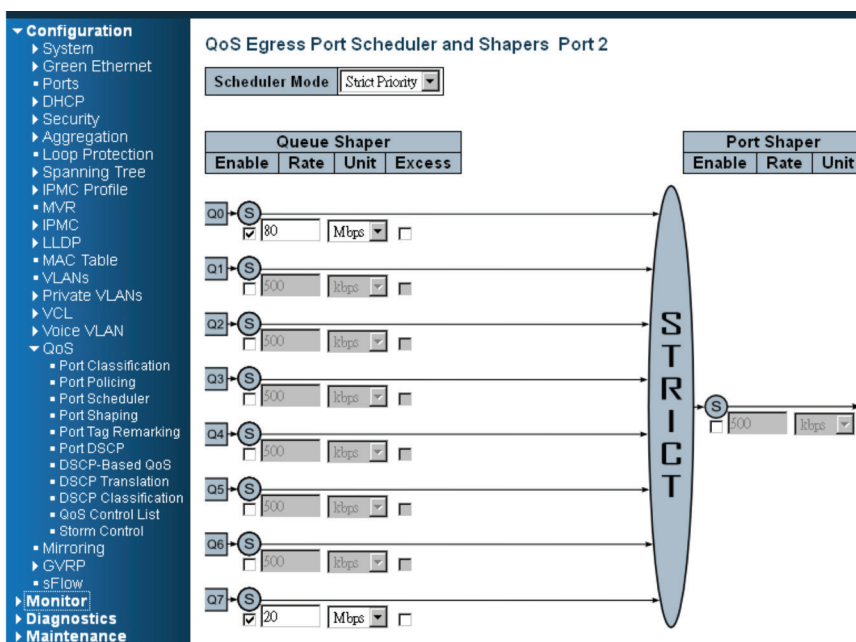 Configuration
System
Green Ethernet
Ports
DHCP
Security
Aggregation
Loop Protection
Spanning Tree
IPMC Profile
MVR
IPMC
LLDP
MAC Table
VLANs
Private VLANs
VCL
Voice VLAN
QoS
Port Classification
Port Policing
Port Scheduler
Port Shaping
Port Tag Remarking
Port DSCP
DSCP-Based QoS
DSCP Translation
DSCP Classification
QoS Control List
Storm Control
Mirroring
GVRP
sFlow
Monitor
Diagnostics
Maintenance
QoS Egress Port Scheduler and Shapers Port 2
Scheduler Mode Strict Priority
Queue Shaper
Enable Rate Unit Excess
Port Shaper
Enable Rate Unit
Q0 S
80 Mbps
Q1 S
500 kbps
Q2 S
500 kbps
Q3 S
500 kbps
Q4 S
500 kbps
Q5 S
500 kbps
Q6 S
500 kbps
Q7 S
20 Mbps
STRICT
S
500 kbps